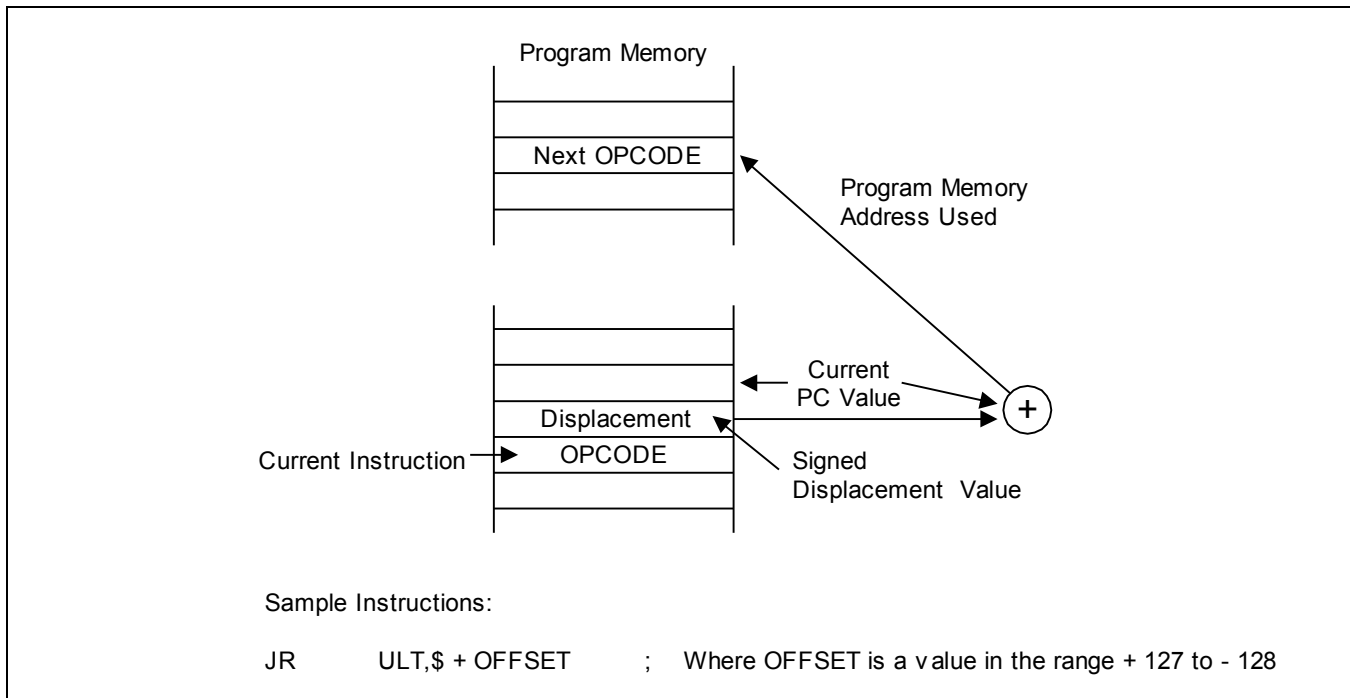 Program Memory
Next OPCODE
Program Memory
Address Used
Current
PC Value
+
Displacement
Current Instruction
OPCODE
Signed
Displacement Value
Sample Instructions:
JR ULT,$ + OFFSET ; Where OFFSET is a value in the range + 127 to - 128